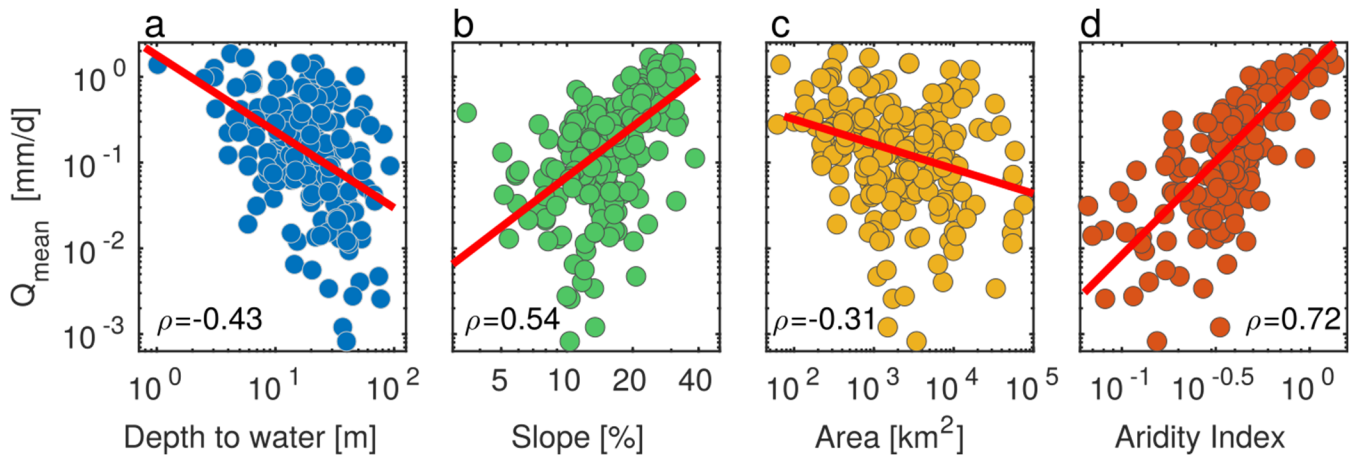 a b c d
Q_mean [mm/d]
10^0
10^-1
10^-2
10^-3
ρ=-0.43 ρ=0.54 ρ=-0.31 ρ=0.72
10^0 10^1 10^2 5 10 20 40 10^2 10^3 10^4 10^5 10^-1 10^-0.5 10^0
Depth to water [m] Slope [%] Area [km^2] Aridity Index